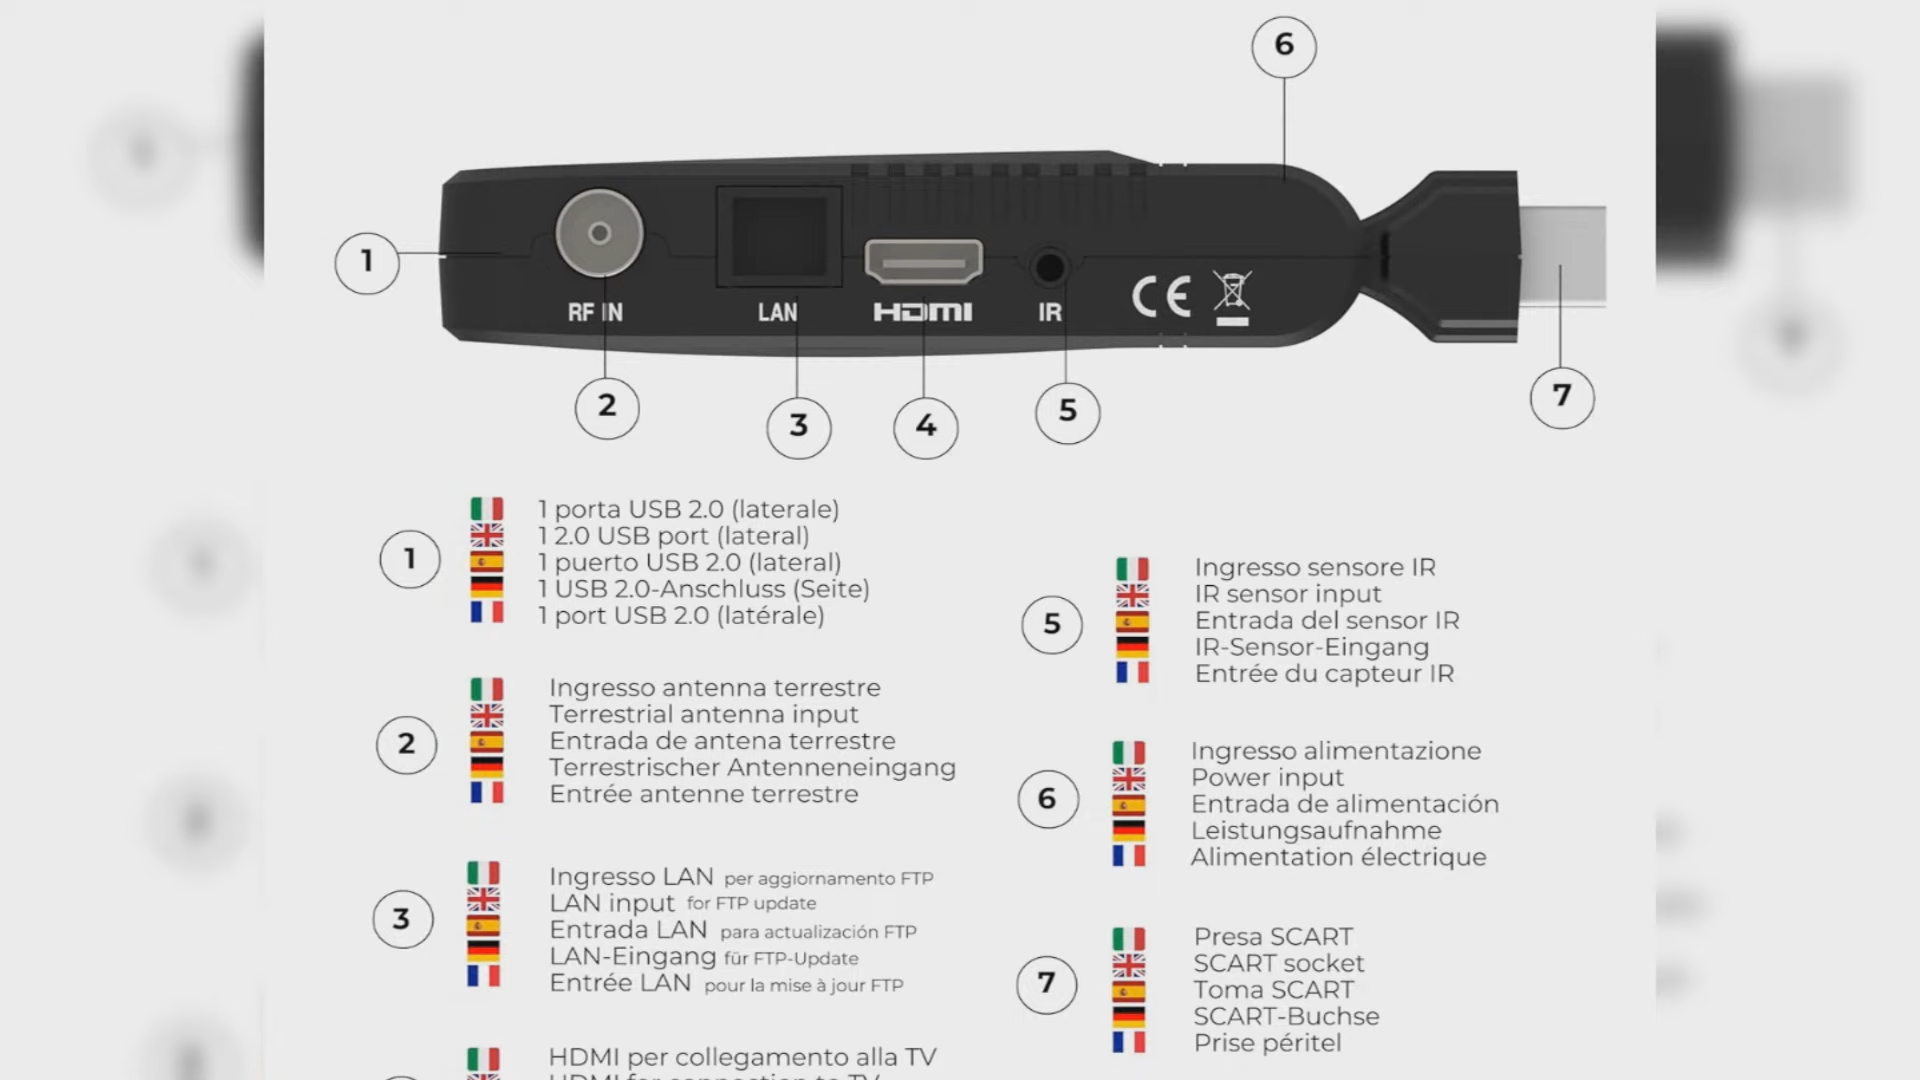 6
1
RF IN
LAN
HDMI
IR
CE
2
3
4
5
7
1
1 porta USB 2.0 (laterale)
1 2.0 USB port (lateral)
1 puerto USB 2.0 (lateral)
1 USB 2.0-Anschluss (Seite)
1 port USB 2.0 (latérale)
2
Ingresso antenna terrestre
Terrestrial antenna input
Entrada de antena terrestre
Terrestrischer Antenneneingang
Entrée antenne terrestre
3
Ingresso LAN per aggiornamento FTP
LAN input for FTP update
Entrada LAN para actualización FTP
LAN-Eingang für FTP-Update
Entrée LAN pour la mise à jour FTP
HDMI per collegamento alla TV
HDMI for connection to TV
5
Ingresso sensore IR
IR sensor input
Entrada del sensor IR
IR-Sensor-Eingang
Entrée du capteur IR
6
Ingresso alimentazione
Power input
Entrada de alimentación
Leistungsaufnahme
Alimentation électrique
7
Presa SCART
SCART socket
Toma SCART
SCART-Buchse
Prise péritel